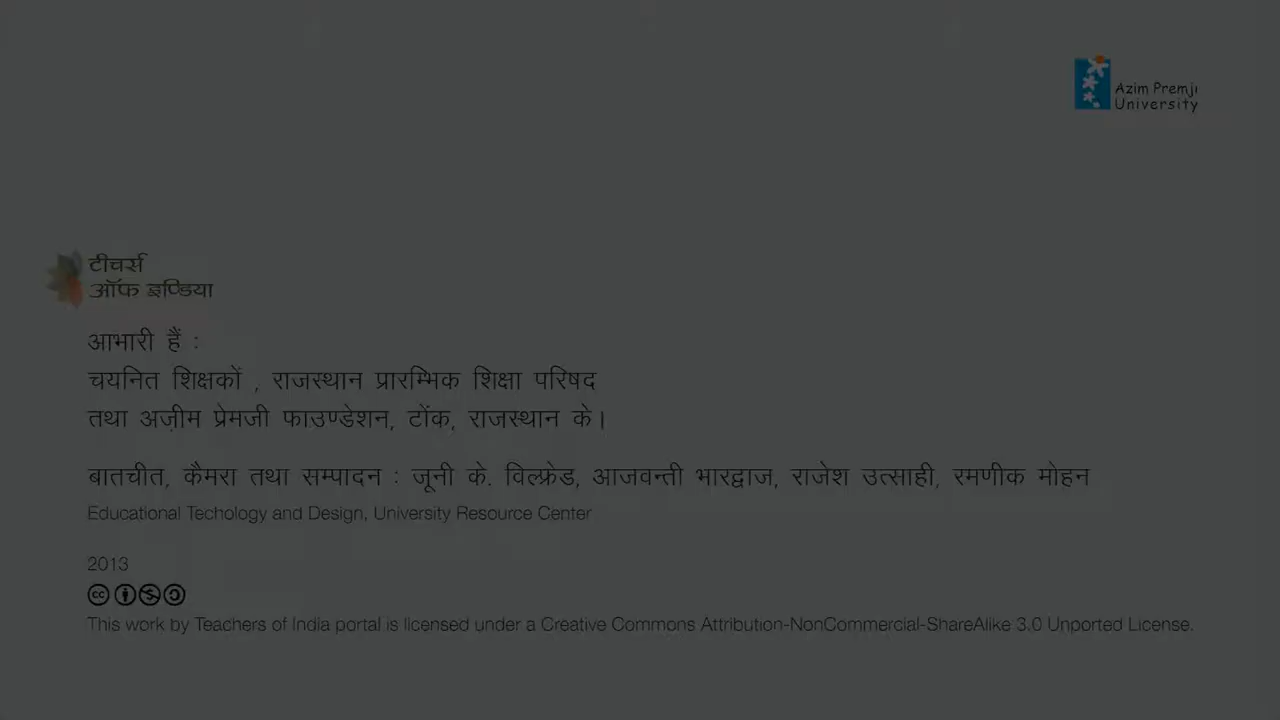 Azim Premji
University
टीचर्स
ऑफ इण्डिया
आभारी हैं :
चयनित शिक्षकों , राजस्थान प्रारम्भिक शिक्षा परिषद
तथा अज़ीम प्रेमजी फाउण्डेशन, टोंक, राजस्थान के।
बातचीत, कैमरा तथा सम्पादन : जूनी के. विल्फ्रेड, आजवन्ती भारद्वाज, राजेश उत्साही, रमणीक मोहन
Educational Techology and Design, University Resource Center
2013
This work by Teachers of India portal is licensed under a Creative Commons Attribution-NonCommercial-ShareAlike 3.0 Unported License.